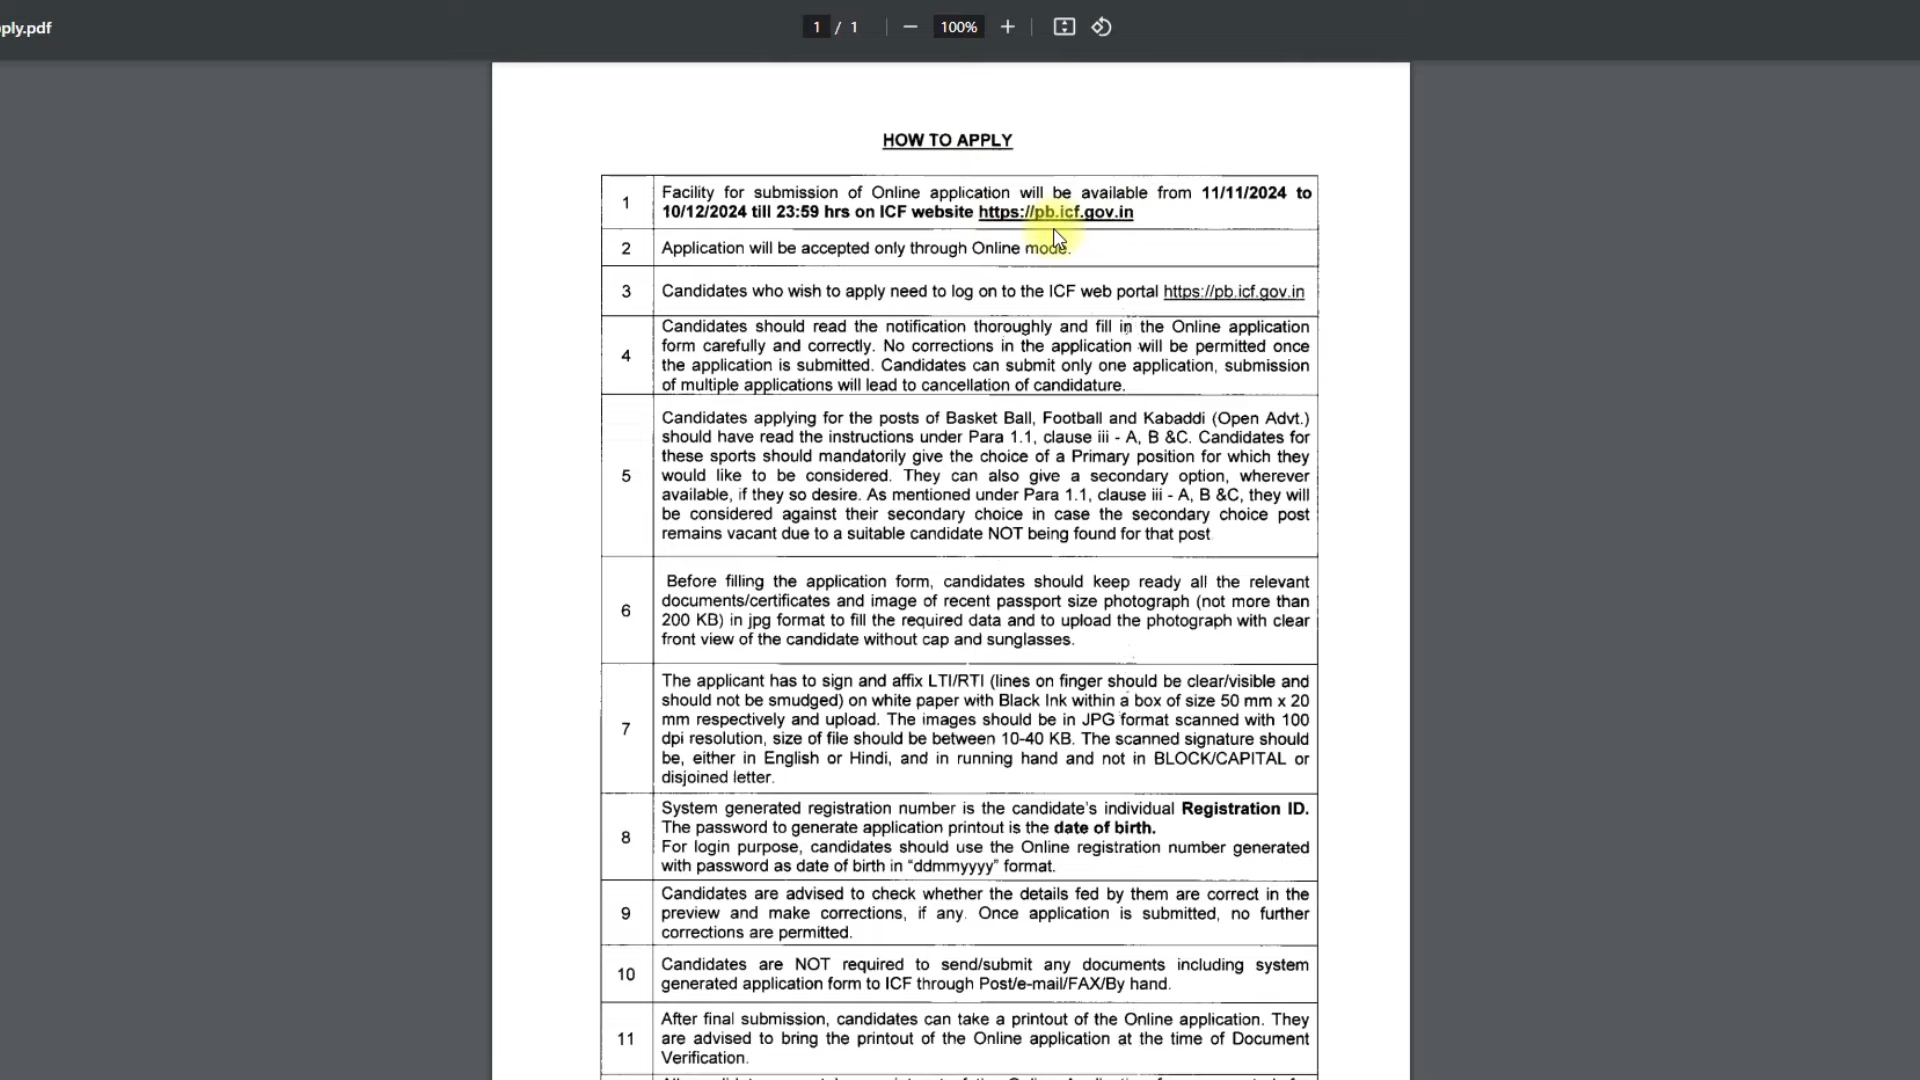 ply.pdf
1 / 1
100%
HOW TO APPLY
1
Facility for submission of Online application will be available from 11/11/2024 to
10/12/2024 till 23:59 hrs on ICF website https://pb.icf.gov.in
2
Application will be accepted only through Online mode.
3
Candidates who wish to apply need to log on to the ICF web portal https://pb.icf.gov.in
4
Candidates should read the notification thoroughly and fill in the Online application
form carefully and correctly. No corrections in the application will be permitted once
the application is submitted. Candidates can submit only one application, submission
of multiple applications will lead to cancellation of candidature.
5
Candidates applying for the posts of Basket Ball, Football and Kabaddi (Open Advt.)
should have read the instructions under Para 1.1, clause iii - A, B &C. Candidates for
these sports should mandatorily give the choice of a Primary position for which they
would like to be considered. They can also give a secondary option, wherever
available, if they so desire. As mentioned under Para 1.1, clause iii - A, B &C, they will
be considered against their secondary choice in case the secondary choice post
remains vacant due to a suitable candidate NOT being found for that post
6
Before filling the application form, candidates should keep ready all the relevant
documents/certificates and image of recent passport size photograph (not more than
200 KB) in jpg format to fill the required data and to upload the photograph with clear
front view of the candidate without cap and sunglasses.
7
The applicant has to sign and affix LTI/RTI (lines on finger should be clear/visible and
should not be smudged) on white paper with Black Ink within a box of size 50 mm x 20
mm respectively and upload. The images should be in JPG format scanned with 100
dpi resolution, size of file should be between 10-40 KB. The scanned signature should
be, either in English or Hindi, and in running hand and not in BLOCK/CAPITAL or
disjoined letter.
8
System generated registration number is the candidate's individual Registration ID.
The password to generate application printout is the date of birth.
For login purpose, candidates should use the Online registration number generated
with password as date of birth in "ddmmyyyy" format.
9
Candidates are advised to check whether the details fed by them are correct in the
preview and make corrections, if any. Once application is submitted, no further
corrections are permitted.
10
Candidates are NOT required to send/submit any documents including system
generated application form to ICF through Post/e-mail/FAX/By hand.
11
After final submission, candidates can take a printout of the Online application. They
are advised to bring the printout of the Online application at the time of Document
Verification.